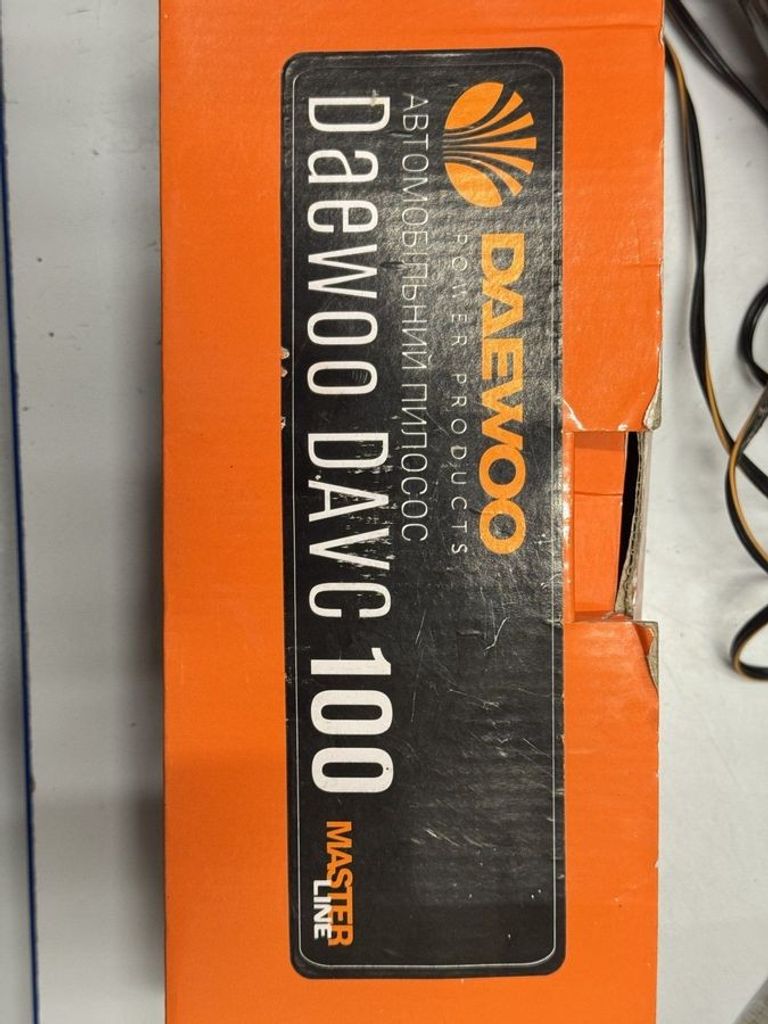 DAEWOO
POWER PRODUCTS
АВТОМОБІЛЬНИЙ ПИЛОСОС
Daewoo DAVC 100
MASTER
LINE